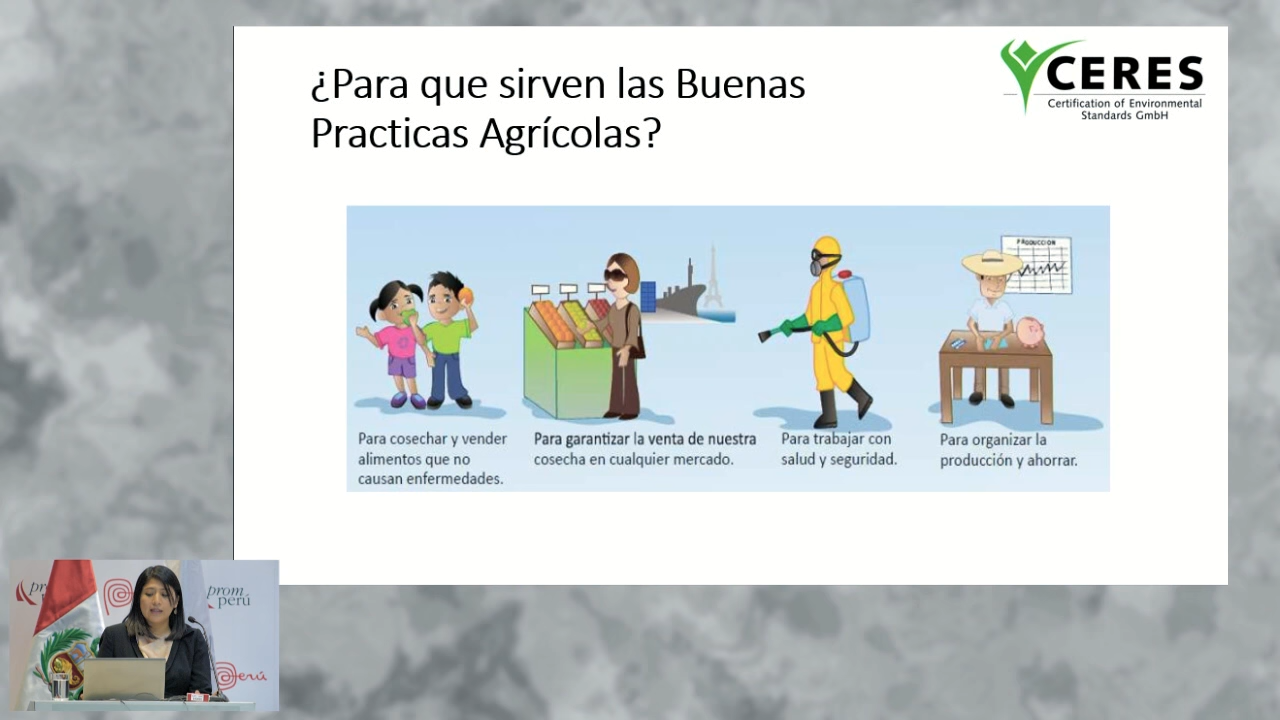 ¿Para que sirven las Buenas
Practicas Agrícolas?
CERES
Certification of Environmental
Standards GmbH
PRODUCCION
Para cosechar y vender
alimentos que no
causan enfermedades.
Para garantizar la venta de nuestra
cosecha en cualquier mercado.
Para trabajar con
salud y seguridad.
Para organizar la
producción y ahorrar.
prom
perú
Perú